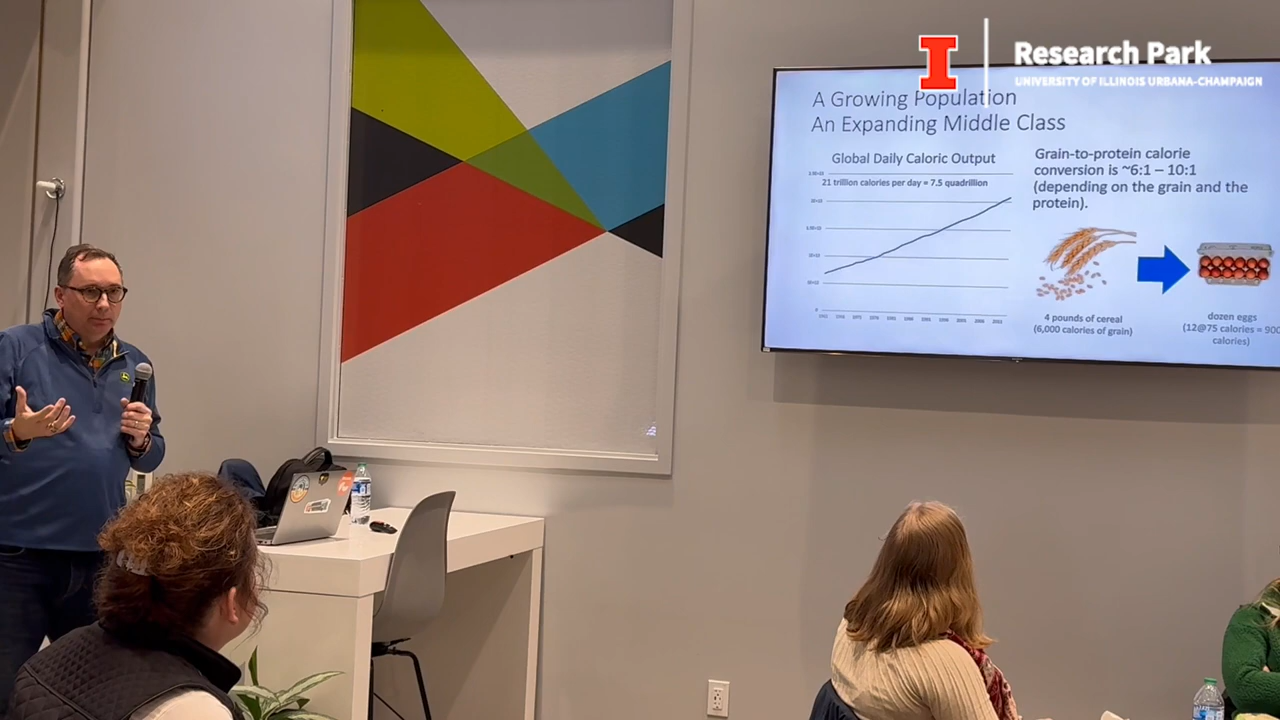 I
Research Park
UNIVERSITY OF ILLINOIS URBANA-CHAMPAIGN
A Growing Population
An Expanding Middle Class
Global Daily Caloric Output
21 trillion calories per day = 7.5 quadrillion
Grain-to-protein calorie
conversion is ~6:1 – 10:1
(depending on the grain and the
protein).
4 pounds of cereal
(6,000 calories of grain)
dozen eggs
(12@75 calories = 900
calories)